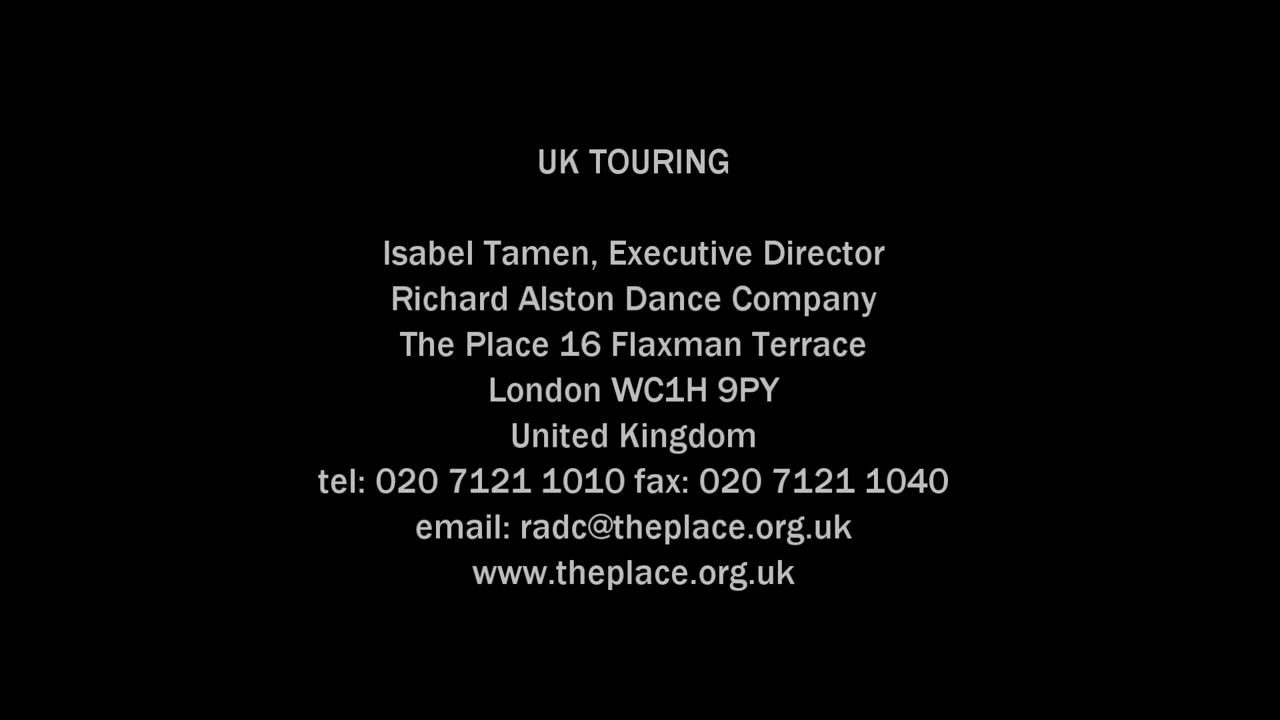 UK TOURING
Isabel Tamen, Executive Director
Richard Alston Dance Company
The Place 16 Flaxman Terrace
London WC1H 9PY
United Kingdom
tel: 020 7121 1010 fax: 020 7121 1040
email: radc@theplace.org.uk
www.theplace.org.uk